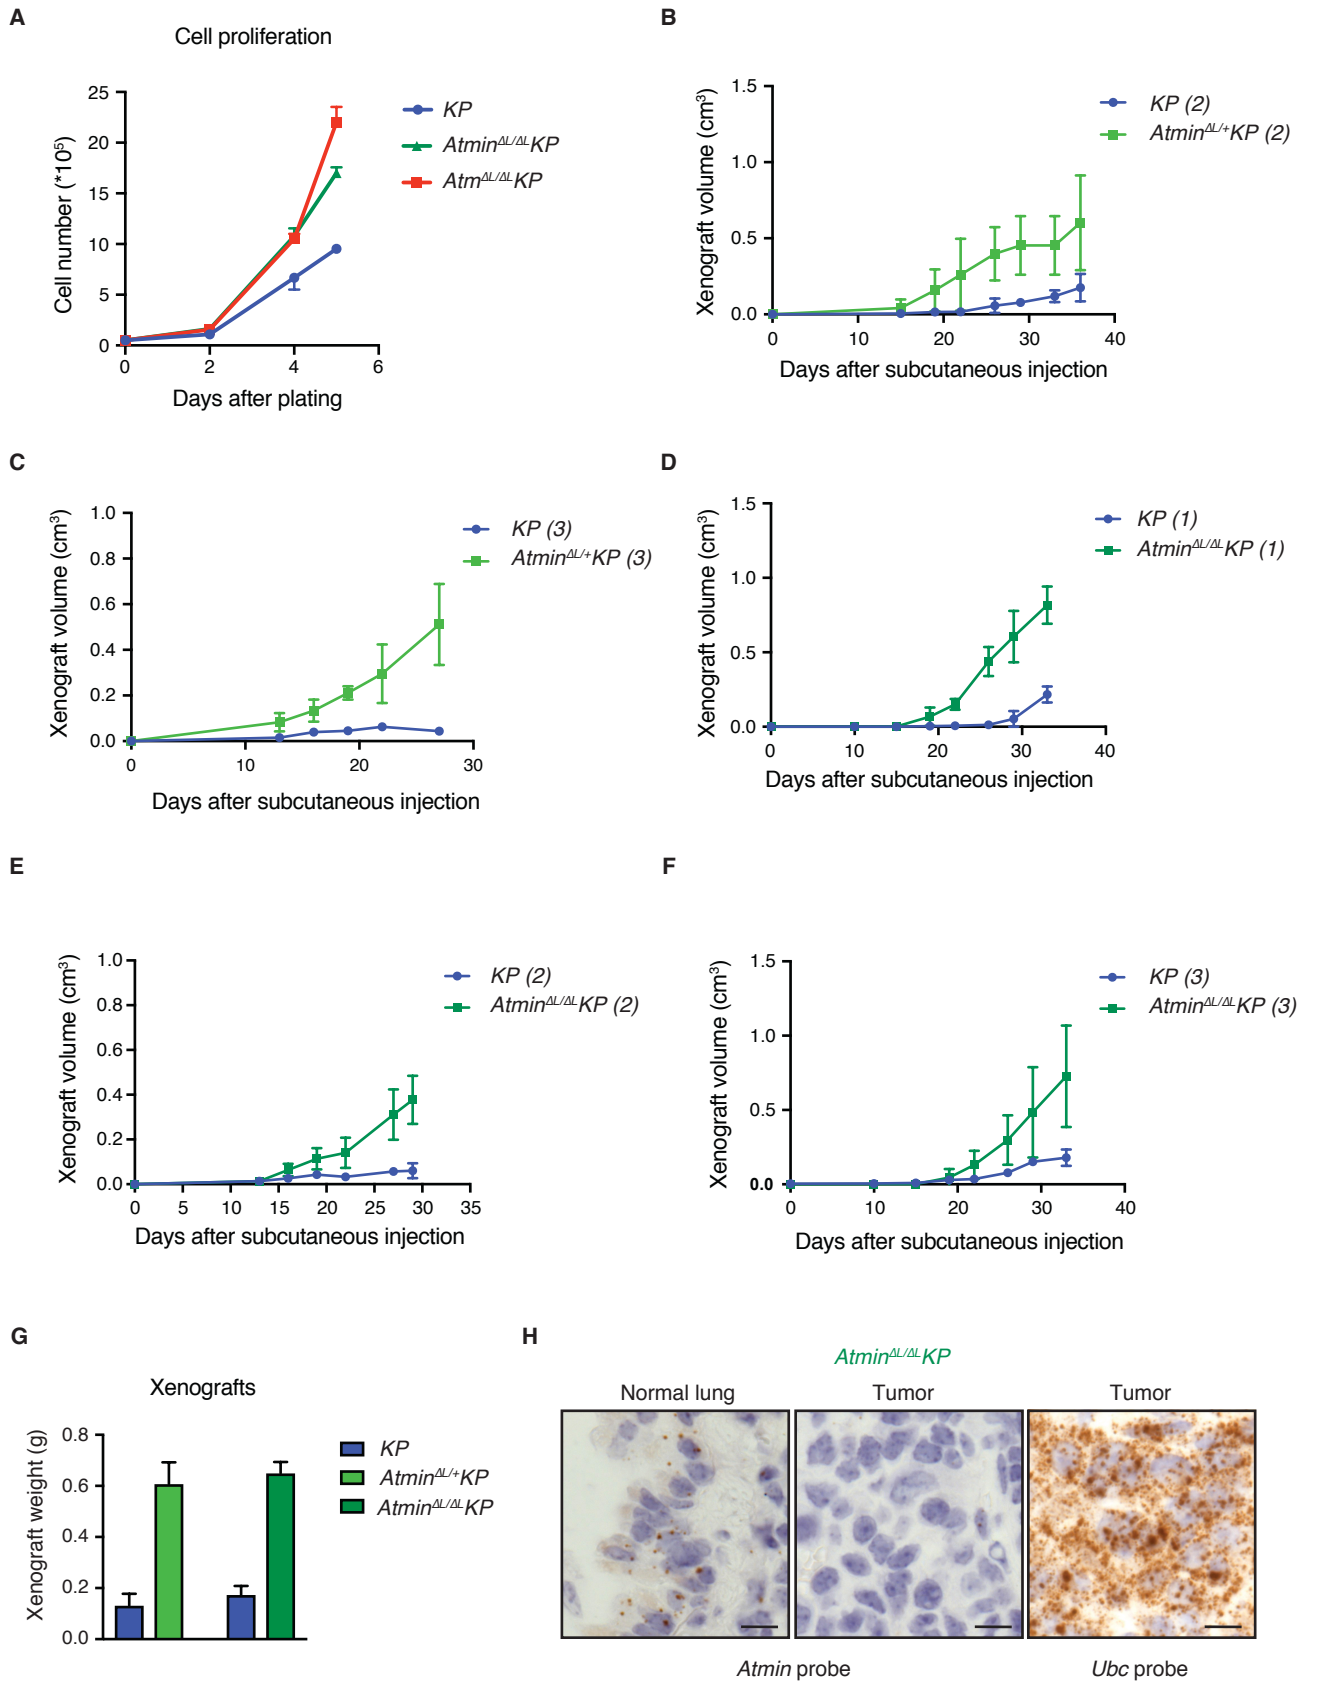 A
Cell proliferation
Cell number (*10⁵)
25
20
15
10
5
0
0 2 4 6
Days after plating
KP
Atmin^ΔL/ΔL KP
Atm^ΔL/ΔL KP
B
Xenograft volume (cm³)
1.5
1.0
0.5
0.0
0 10 20 30 40
Days after subcutaneous injection
KP (2)
Atmin^ΔL/+ KP (2)
C
Xenograft volume (cm³)
1.0
0.8
0.6
0.4
0.2
0.0
0 10 20 30
Days after subcutaneous injection
KP (3)
Atmin^ΔL/+ KP (3)
D
Xenograft volume (cm³)
1.5
1.0
0.5
0.0
0 10 20 30 40
Days after subcutaneous injection
KP (1)
Atmin^ΔL/ΔL KP (1)
E
Xenograft volume (cm³)
1.0
0.8
0.6
0.4
0.2
0.0
0 5 10 15 20 25 30 35
Days after subcutaneous injection
KP (2)
Atmin^ΔL/ΔL KP (2)
F
Xenograft volume (cm³)
1.5
1.0
0.5
0.0
0 10 20 30 40
Days after subcutaneous injection
KP (3)
Atmin^ΔL/ΔL KP (3)
G
Xenografts
Xenograft weight (g)
0.8
0.6
0.4
0.2
0.0
KP
Atmin^ΔL/+ KP
Atmin^ΔL/ΔL KP
H
Atmin^ΔL/ΔL KP
Normal lung Tumor Tumor
Atmin probe Ubc probe